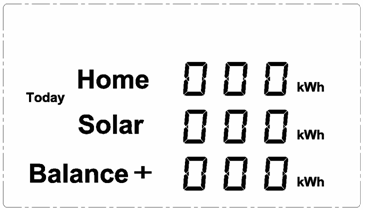 Home 000 kWh
Today
Solar 000 kWh
Balance + 000 kWh